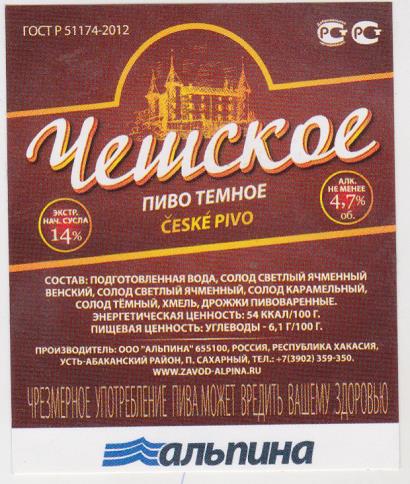 ГОСТ Р 51174-2012
РС
РС
Чешское
ПИВО ТЕМНОЕ
ČESKÉ PIVO
ЭКСТР.
НАЧ. СУСЛА
14%
АЛК.
НЕ МЕНЕЕ
4,7%
об.
СОСТАВ: ПОДГОТОВЛЕННАЯ ВОДА, СОЛОД СВЕТЛЫЙ ЯЧМЕННЫЙ
ВЕНСКИЙ, СОЛОД СВЕТЛЫЙ ЯЧМЕННЫЙ, СОЛОД КАРАМЕЛЬНЫЙ,
СОЛОД ТЁМНЫЙ, ХМЕЛЬ, ДРОЖЖИ ПИВОВАРЕННЫЕ.
ЭНЕРГЕТИЧЕСКАЯ ЦЕННОСТЬ: 54 ККАЛ/100 Г.
ПИЩЕВАЯ ЦЕННОСТЬ: УГЛЕВОДЫ - 6,1 Г/100 Г.
ПРОИЗВОДИТЕЛЬ: ООО "АЛЬПИНА" 655100, РОССИЯ, РЕСПУБЛИКА ХАКАСИЯ,
УСТЬ-АБАКАНСКИЙ РАЙОН, П. САХАРНЫЙ, ТЕЛ.: +7(3902) 359-350.
WWW.ZAVOD-ALPINA.RU
ЧРЕЗМЕРНОЕ УПОТРЕБЛЕНИЕ ПИВА МОЖЕТ ВРЕДИТЬ ВАШЕМУ ЗДОРОВЬЮ
альпина